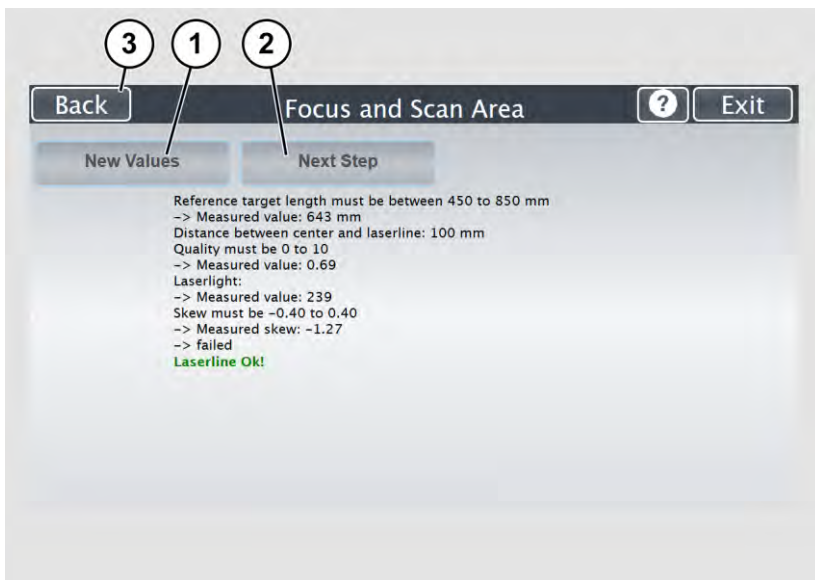 3 1 2
Back Focus and Scan Area ? Exit
New Values Next Step
Reference target length must be between 450 to 850 mm
-> Measured value: 643 mm
Distance between center and laserline: 100 mm
Quality must be 0 to 10
-> Measured value: 0.69
Laserlight:
-> Measured value: 239
Skew must be -0.40 to 0.40
-> Measured skew: -1.27
-> failed
Laserline Ok!